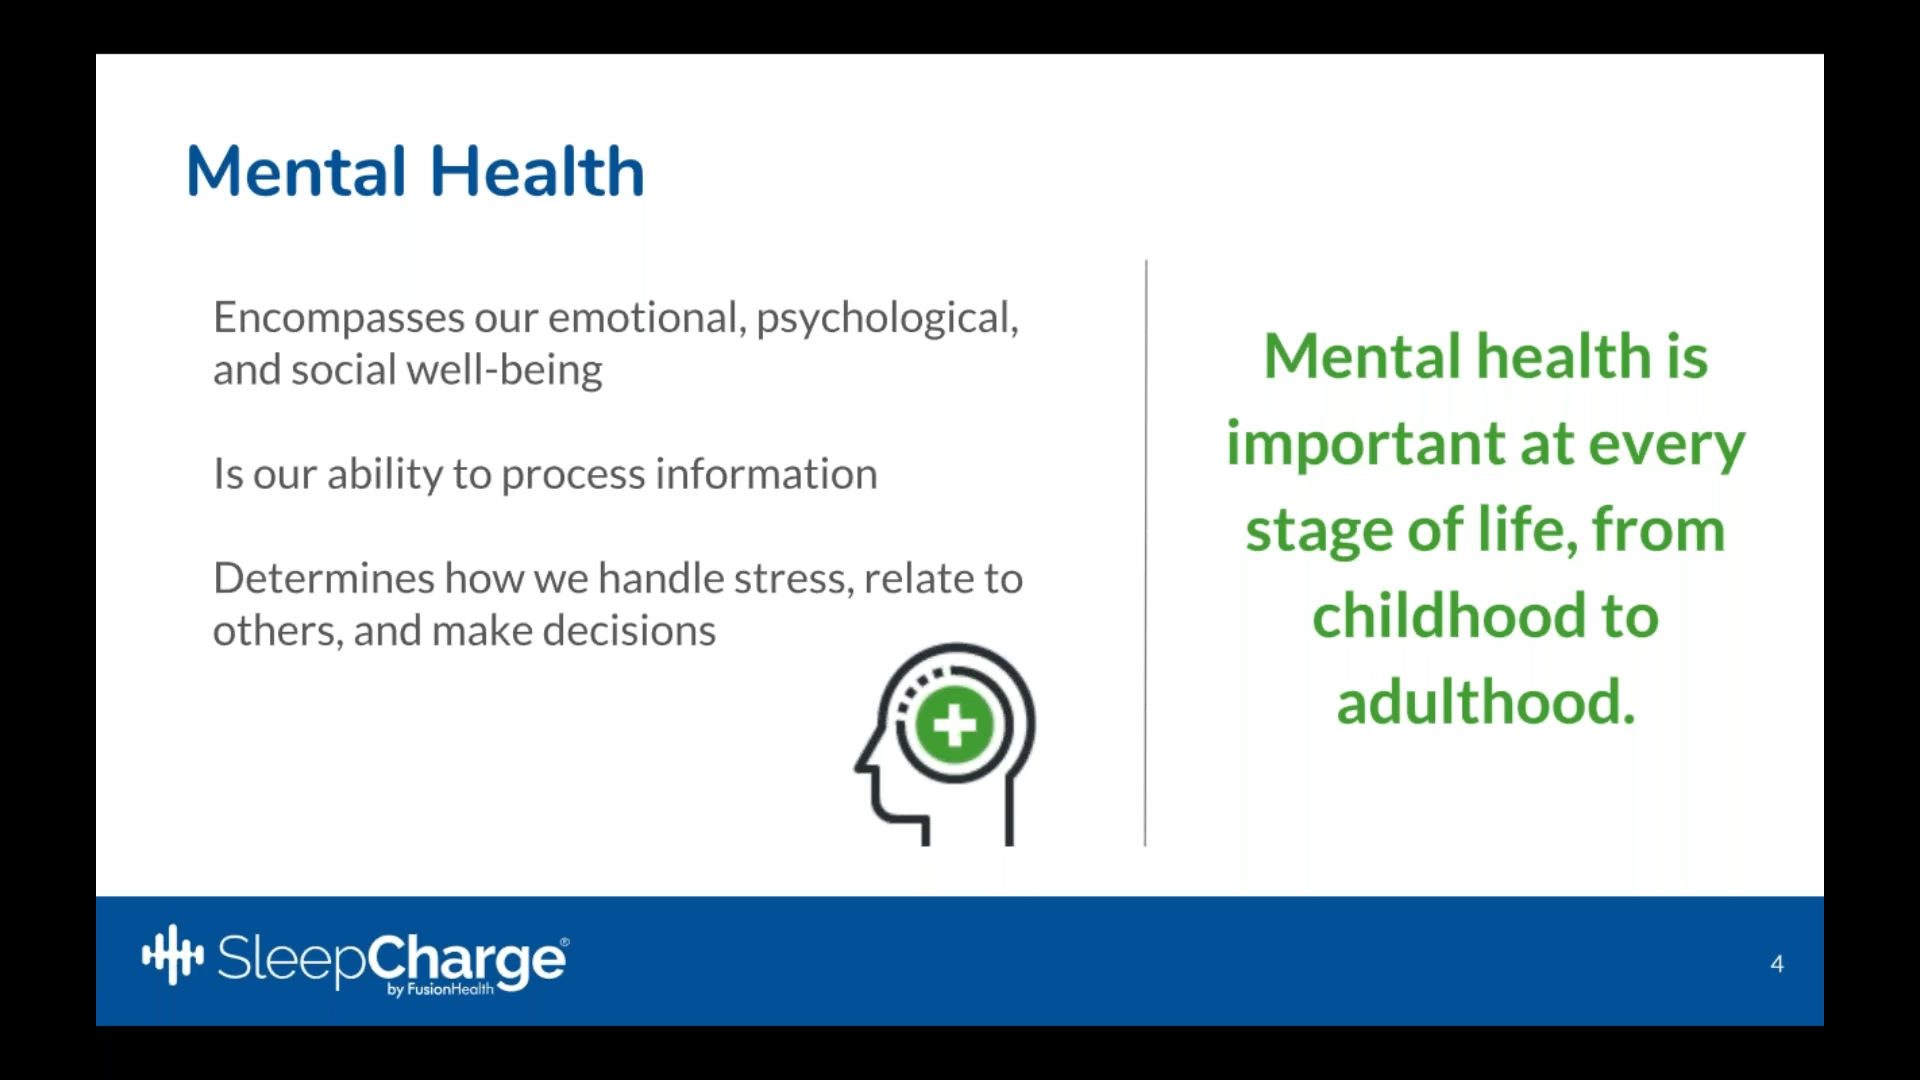 Mental Health
Encompasses our emotional, psychological,
and social well-being
Is our ability to process information
Determines how we handle stress, relate to
others, and make decisions
Mental health is
important at every
stage of life, from
childhood to
adulthood.
SleepCharge®
by FusionHealth
4